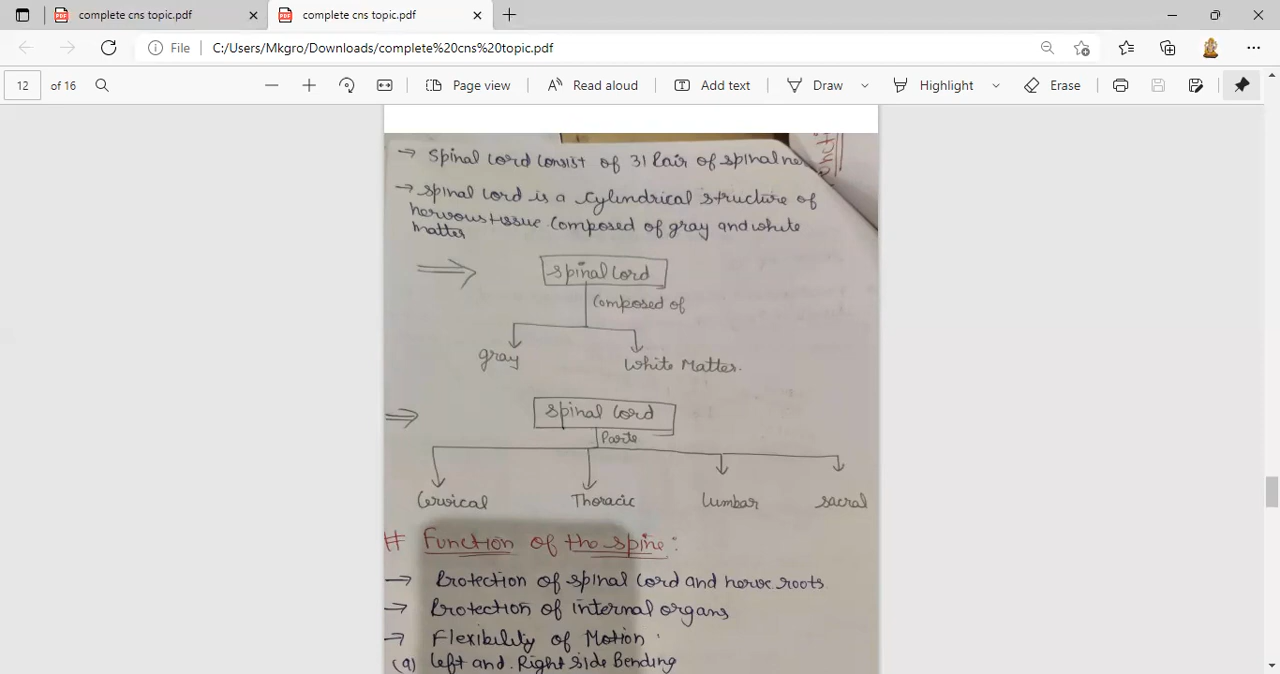 complete cns topic.pdf
complete cns topic.pdf
File
C:/Users/Mkgro/Downloads/complete%20cns%20topic.pdf
12 of 16
Page view
Read aloud
Add text
Draw
Highlight
Erase
→ Spinal Cord Consist of 31 Pair of spinal ner
→ Spinal Cord is a Cylindrical structure of
nervous tissue Composed of gray and white
matter
⇒ Spinal Cord
Composed of
gray
White Matter.
⇒ Spinal Cord
Parts
Cervical Thoracic Lumbar Sacral
# Function of the spine:
→ Protection of spinal Cord and nerve roots
→ Protection of internal organs
→ Flexibility of Motion
(a) Left and Right side Bending